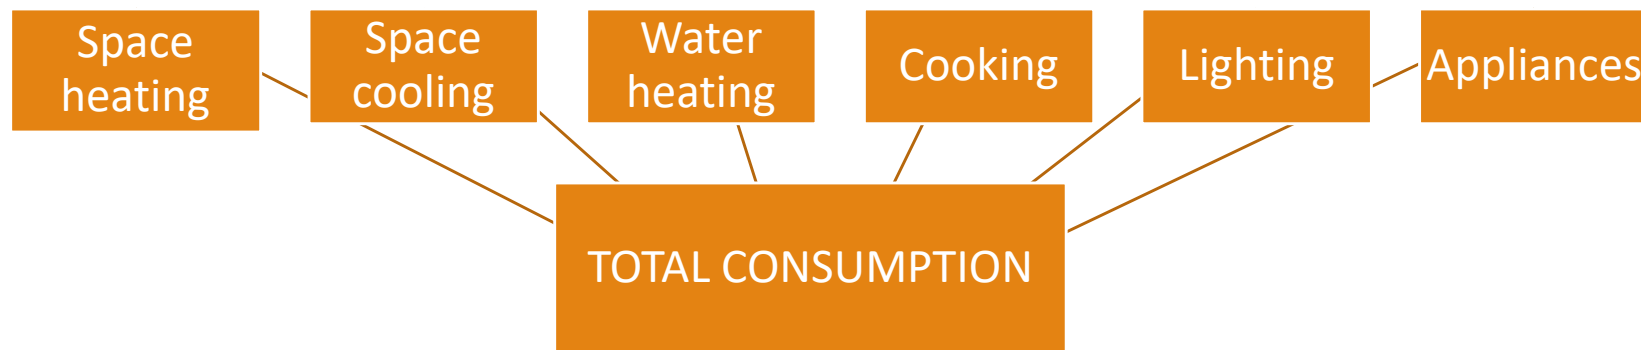 Space
heating
Space
cooling
Water
heating
Cooking
Lighting
Appliances
TOTAL CONSUMPTION